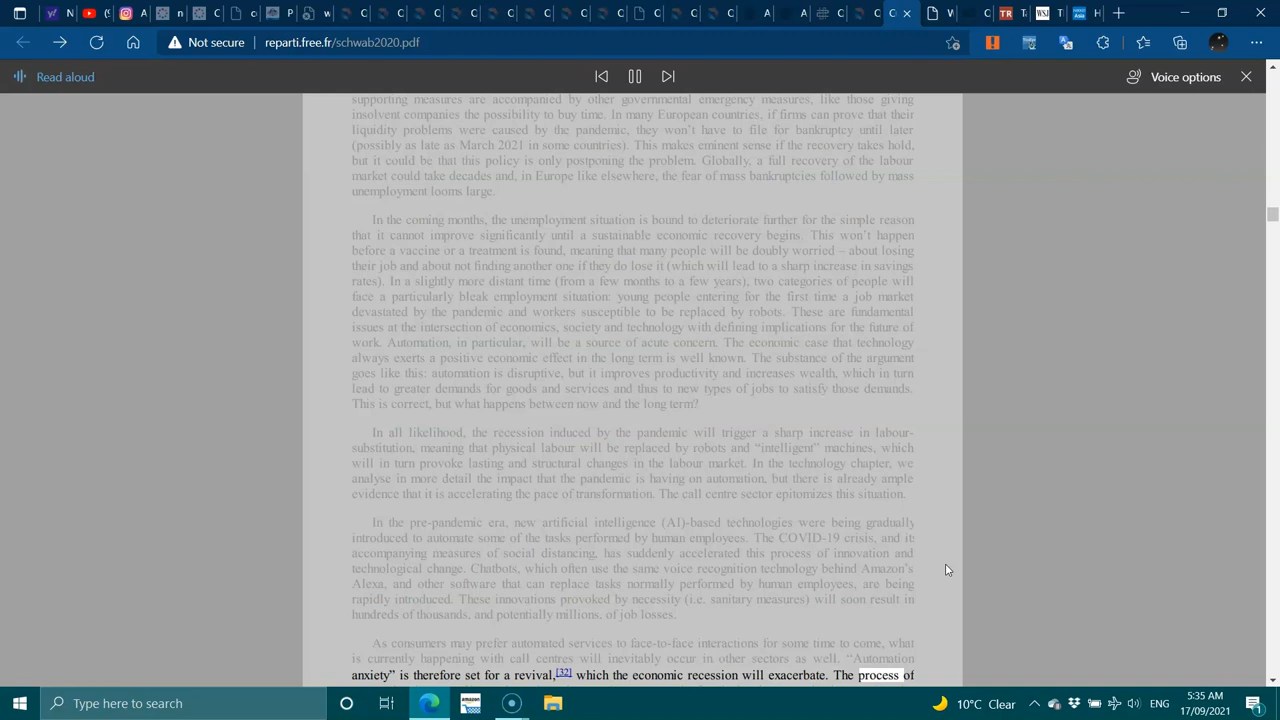 Not secure
reparti.free.fr/schwab2020.pdf
Read aloud
Voice options
supporting measures are accompanied by other governmental emergency measures, like those giving
insolvent companies the possibility to buy time. In many European countries, if firms can prove that their
liquidity problems were caused by the pandemic, they won't have to file for bankruptcy until later
(possibly as late as March 2021 in some countries). This makes eminent sense if the recovery takes hold,
but it could be that this policy is only postponing the problem. Globally, a full recovery of the labour
market could take decades and, in Europe like elsewhere, the fear of mass bankruptcies followed by mass
unemployment looms large.
In the coming months, the unemployment situation is bound to deteriorate further for the simple reason
that it cannot improve significantly until a sustainable economic recovery begins. This won't happen
before a vaccine or a treatment is found, meaning that many people will be doubly worried – about losing
their job and about not finding another one if they do lose it (which will lead to a sharp increase in savings
rates). In a slightly more distant time (from a few months to a few years), two categories of people will
face a particularly bleak employment situation: young people entering for the first time a job market
devastated by the pandemic and workers susceptible to be replaced by robots. These are fundamental
issues at the intersection of economics, society and technology with defining implications for the future of
work. Automation, in particular, will be a source of acute concern. The economic case that technology
always exerts a positive economic effect in the long term is well known. The substance of the argument
goes like this: automation is disruptive, but it improves productivity and increases wealth, which in turn
lead to greater demands for goods and services and thus to new types of jobs to satisfy those demands.
This is correct, but what happens between now and the long term?
In all likelihood, the recession induced by the pandemic will trigger a sharp increase in labour-
substitution, meaning that physical labour will be replaced by robots and “intelligent” machines, which
will in turn provoke lasting and structural changes in the labour market. In the technology chapter, we
analyse in more detail the impact that the pandemic is having on automation, but there is already ample
evidence that it is accelerating the pace of transformation. The call centre sector epitomizes this situation.
In the pre-pandemic era, new artificial intelligence (AI)-based technologies were being gradually
introduced to automate some of the tasks performed by human employees. The COVID-19 crisis, and its
accompanying measures of social distancing, has suddenly accelerated this process of innovation and
technological change. Chatbots, which often use the same voice recognition technology behind Amazon's
Alexa, and other software that can replace tasks normally performed by human employees, are being
rapidly introduced. These innovations provoked by necessity (i.e. sanitary measures) will soon result in
hundreds of thousands, and potentially millions, of job losses.
As consumers may prefer automated services to face-to-face interactions for some time to come, what
is currently happening with call centres will inevitably occur in other sectors as well. “Automation
anxiety” is therefore set for a revival,[32] which the economic recession will exacerbate. The process of
Type here to search
10°C Clear
ENG
5:35 AM
17/09/2021